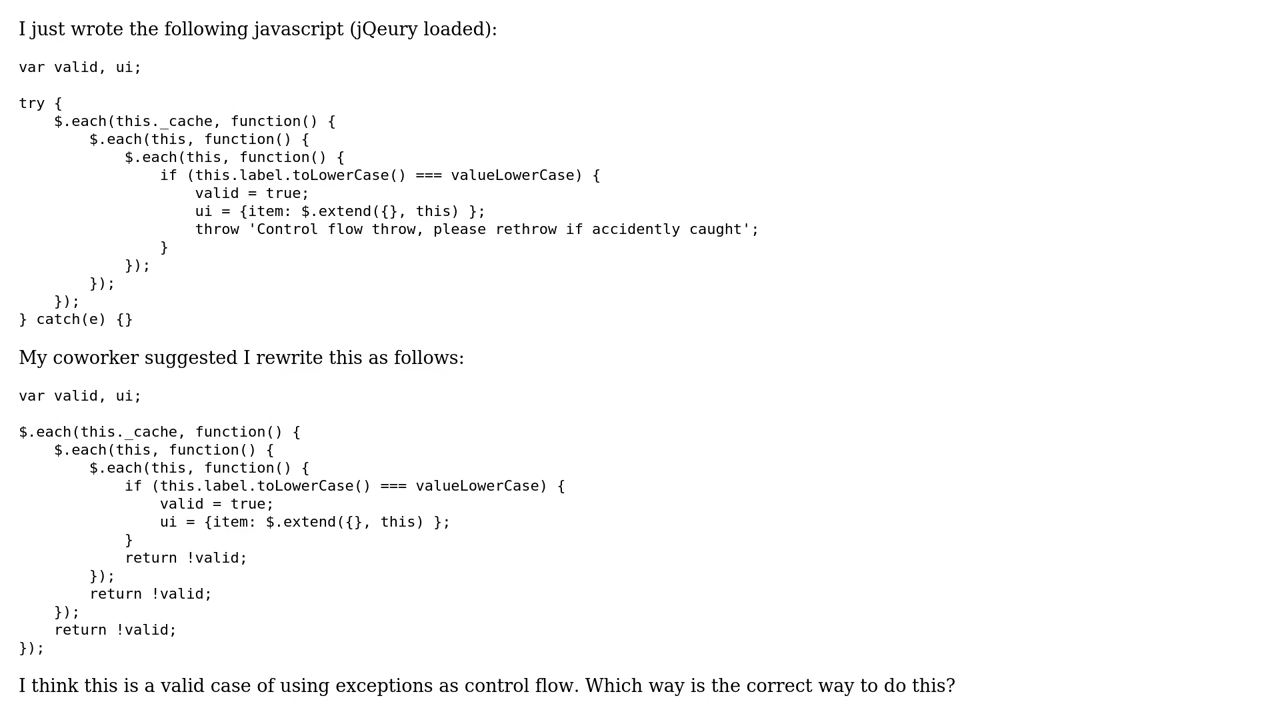 I just wrote the following javascript (jQeury loaded):
var valid, ui;
try {
    $.each(this._cache, function() {
        $.each(this, function() {
            $.each(this, function() {
                if (this.label.toLowerCase() === valueLowerCase) {
                    valid = true;
                    ui = {item: $.extend({}, this) };
                    throw 'Control flow throw, please rethrow if accidently caught';
                }
            });
        });
    });
} catch(e) {}
My coworker suggested I rewrite this as follows:
var valid, ui;
$.each(this._cache, function() {
    $.each(this, function() {
        $.each(this, function() {
            if (this.label.toLowerCase() === valueLowerCase) {
                valid = true;
                ui = {item: $.extend({}, this) };
            }
            return !valid;
        });
        return !valid;
    });
    return !valid;
});
I think this is a valid case of using exceptions as control flow. Which way is the correct way to do this?